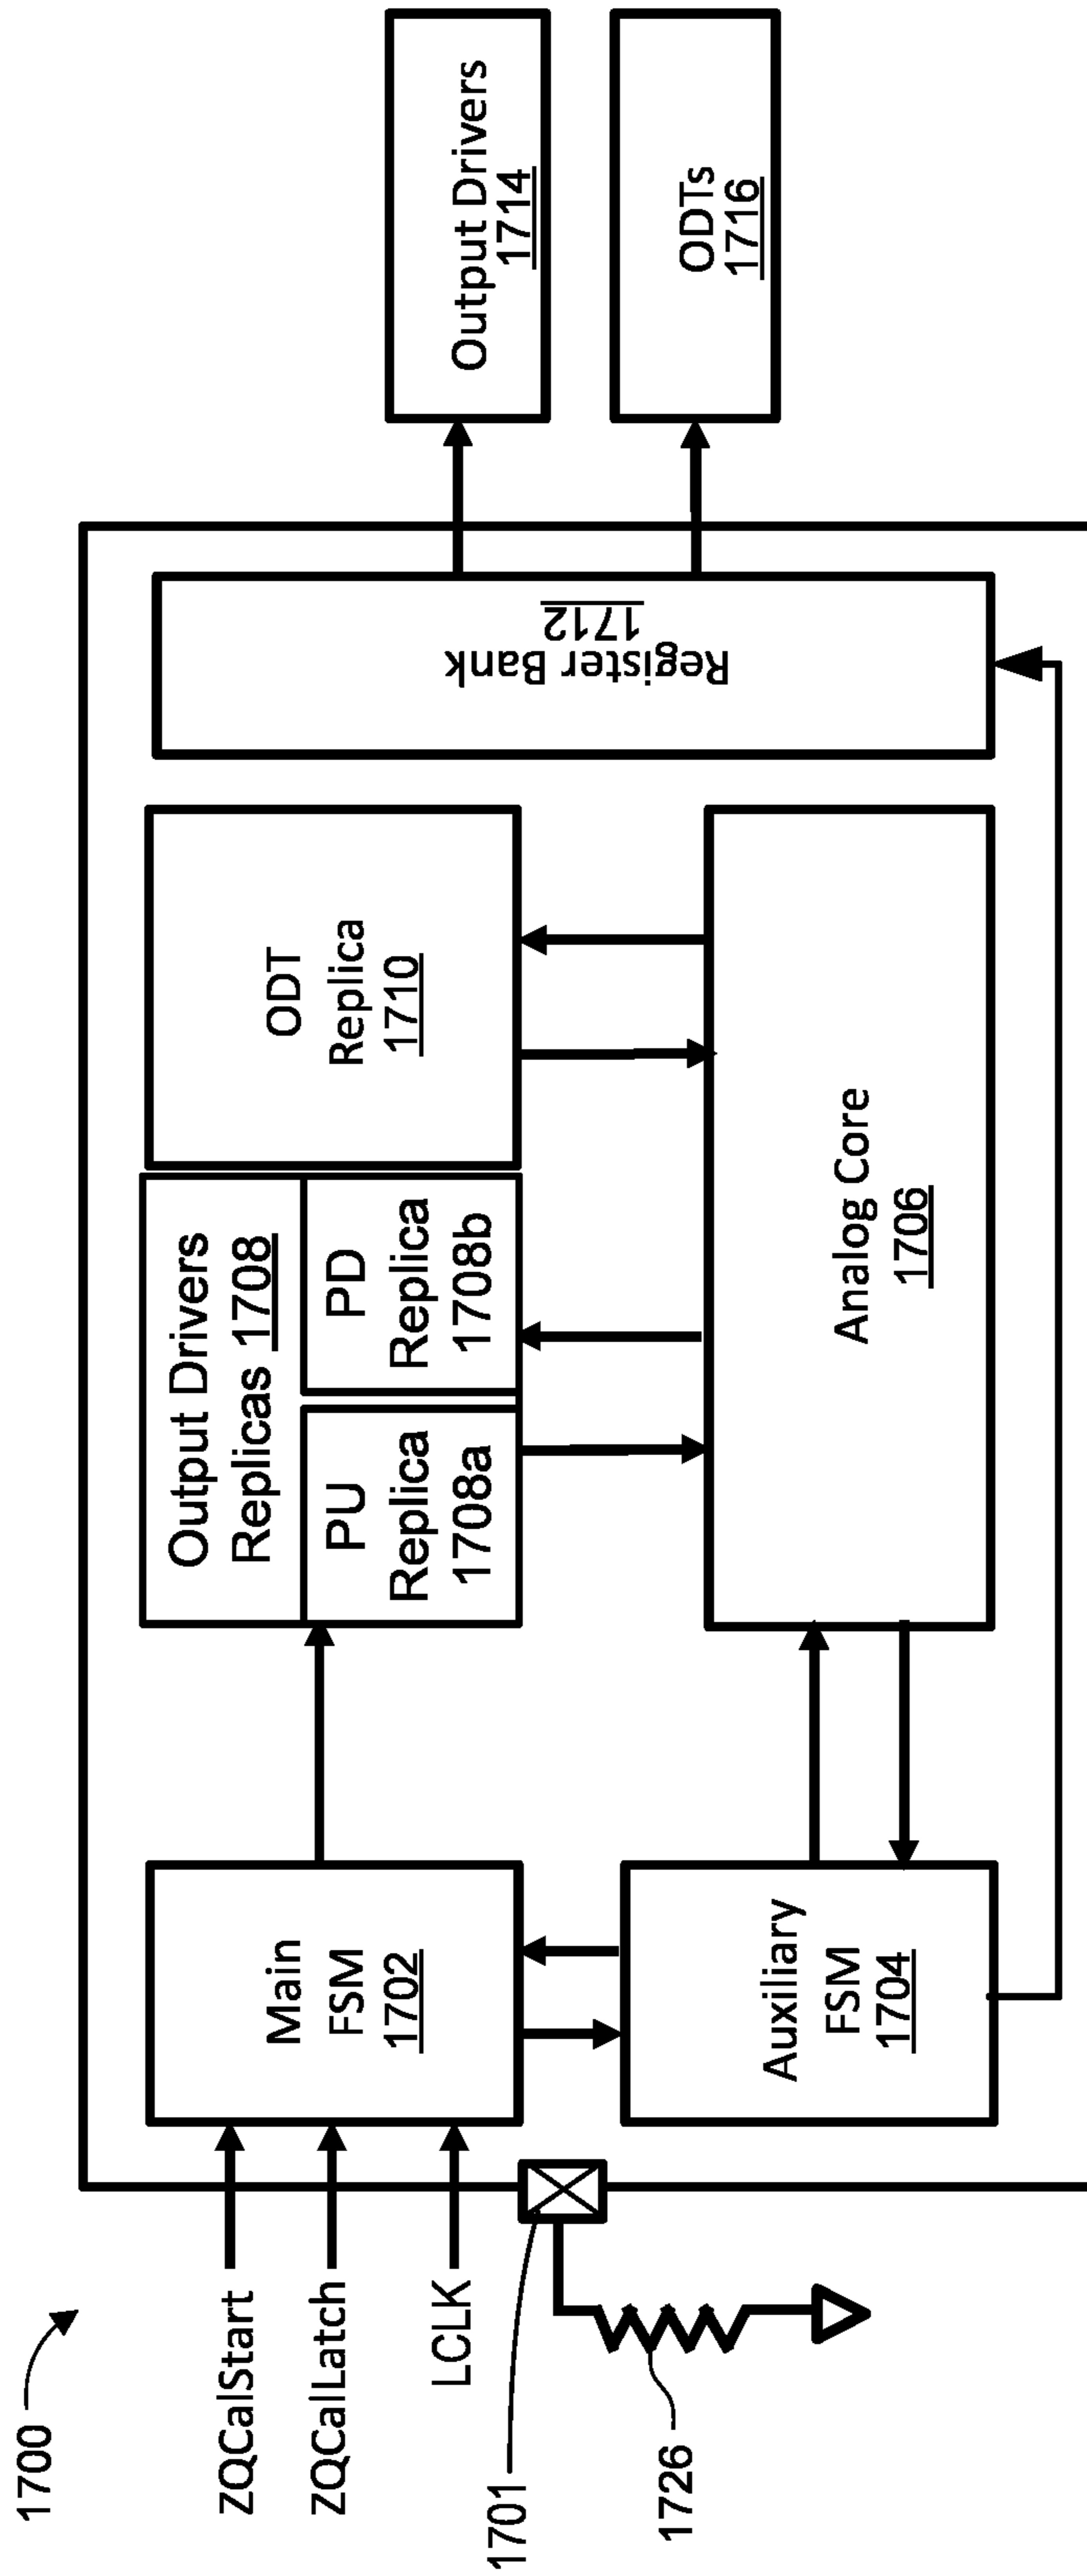 1700
ZQCalStart
ZQCalLatch
LCLK
1701
1726
Main
FSM
1702
Auxiliary
FSM
1704
Output Drivers
Replicas 1708
PU
Replica
1708a
PD
Replica
1708b
ODT
Replica
1710
Analog Core
1706
Register Bank
1712
Output Drivers
1714
ODTs
1716